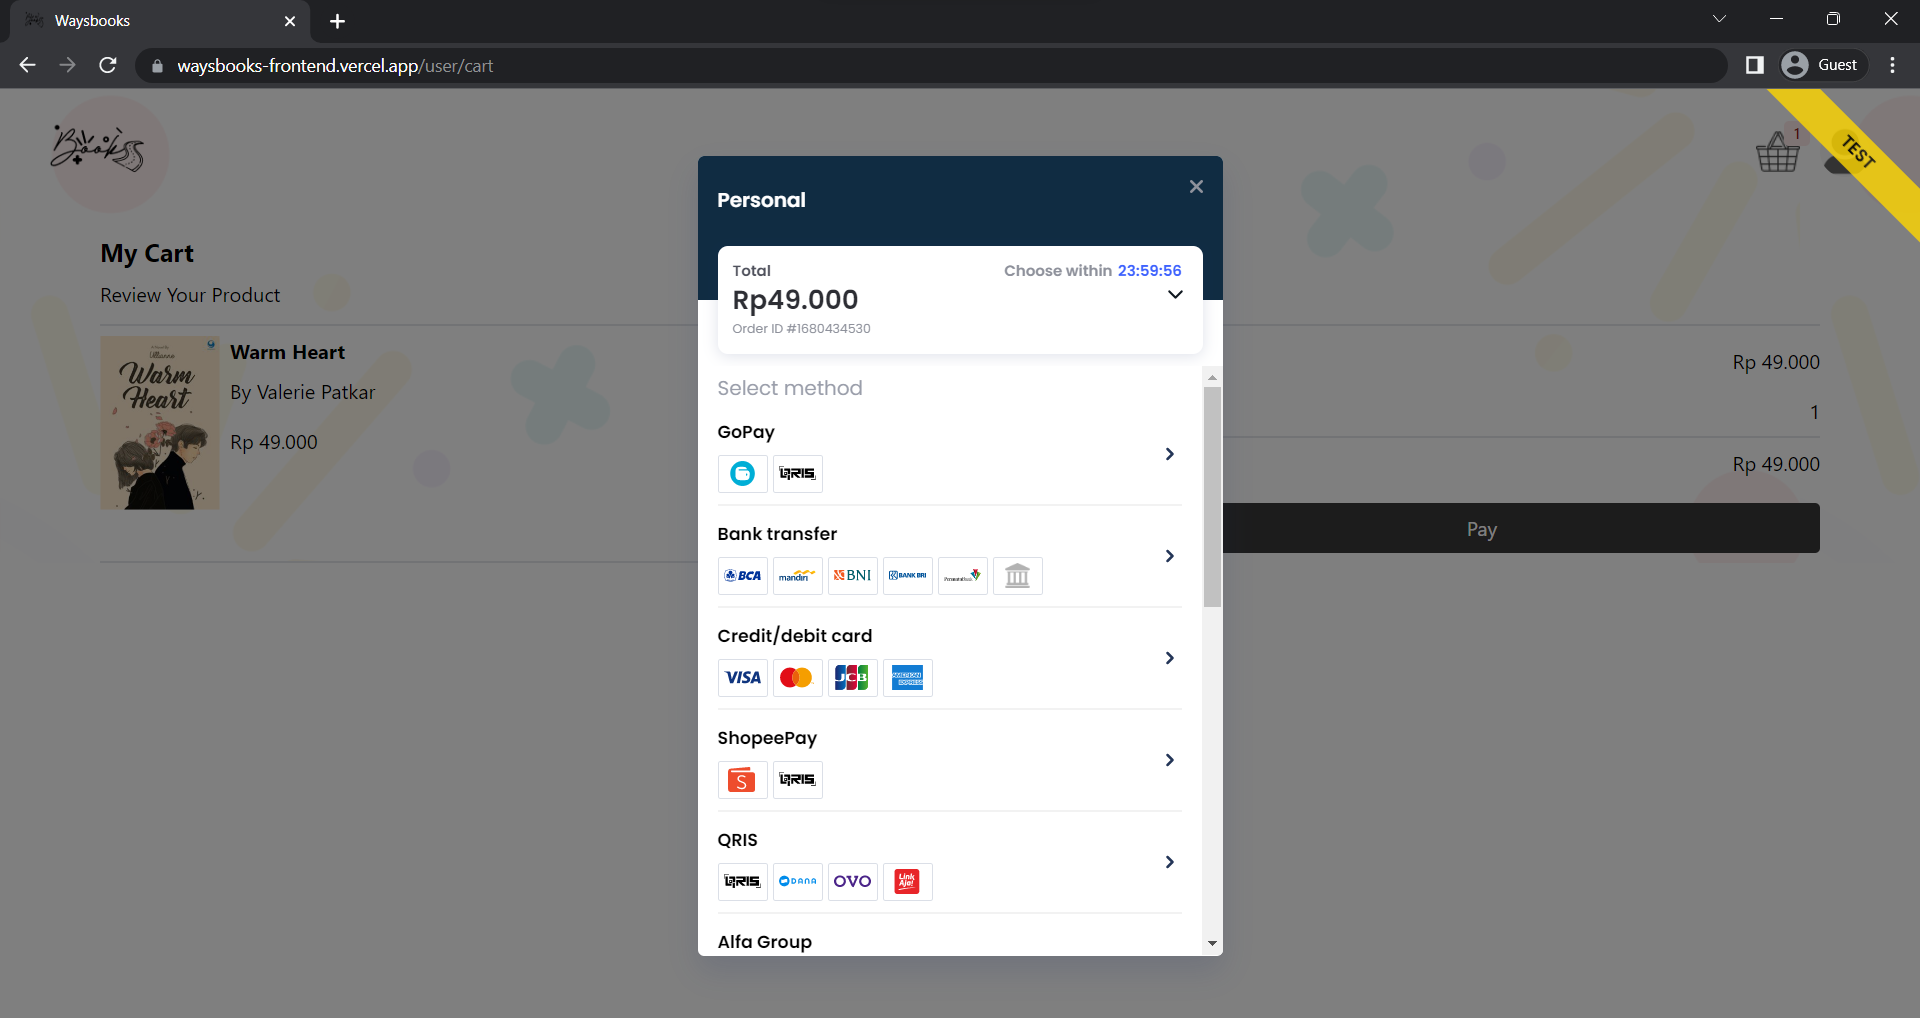 Waysbooks
waysbooks-frontend.vercel.app/user/cart
Guest
Books
1
TEST
My Cart
Review Your Product
Warm Heart
Warm Heart
By Valerie Patkar
Rp 49.000
Rp 49.000
1
Rp 49.000
Pay
Personal
Total
Choose within 23:59:56
Rp49.000
Order ID #1680434530
Select method
GoPay
QRIS
Bank transfer
BCA
mandiri
BNI
BANK BRI
PermataBank
Credit/debit card
VISA
JCB
AMERICAN EXPRESS
ShopeePay
S
QRIS
QRIS
QRIS
DANA
OVO
Link Aja!
Alfa Group